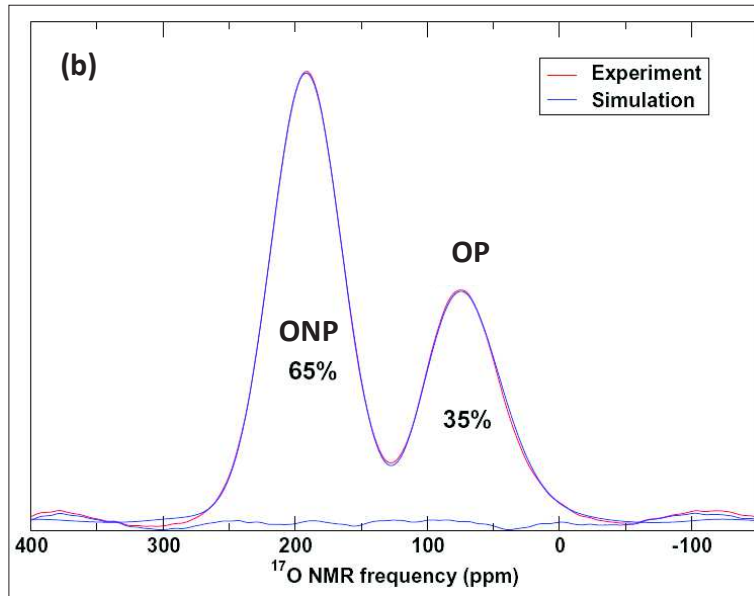 (b)
Experiment
Simulation
OP
ONP
65%
35%
400 300 200 100 0 -100
¹⁷O NMR frequency (ppm)